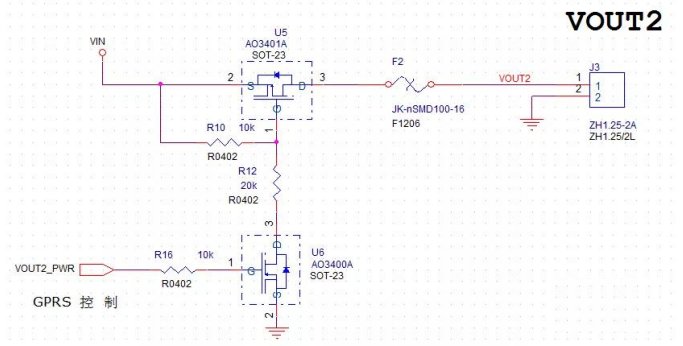 VOUT2
VIN
U5
AO3401A
SOT-23
2
S
D
3
G
1
F2
JK-nSMD100-16
F1206
VOUT2
J3
1
2
1
2
ZH1.25-2A
ZH1.25/2L
R10 10k
R0402
R12
20k
R0402
3
D
U6
AO3400A
SOT-23
VOUT2_PWR
R16 10k
R0402
1
G
S
2
GPRS 控 制